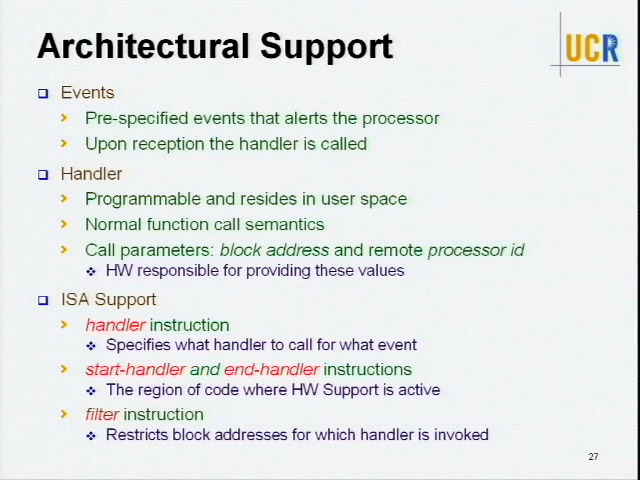 Architectural Support
UCR
Events
Pre-specified events that alerts the processor
Upon reception the handler is called
Handler
Programmable and resides in user space
Normal function call semantics
Call parameters: block address and remote processor id
HW responsible for providing these values
ISA Support
handler instruction
Specifies what handler to call for what event
start-handler and end-handler instructions
The region of code where HW Support is active
filter instruction
Restricts block addresses for which handler is invoked
27